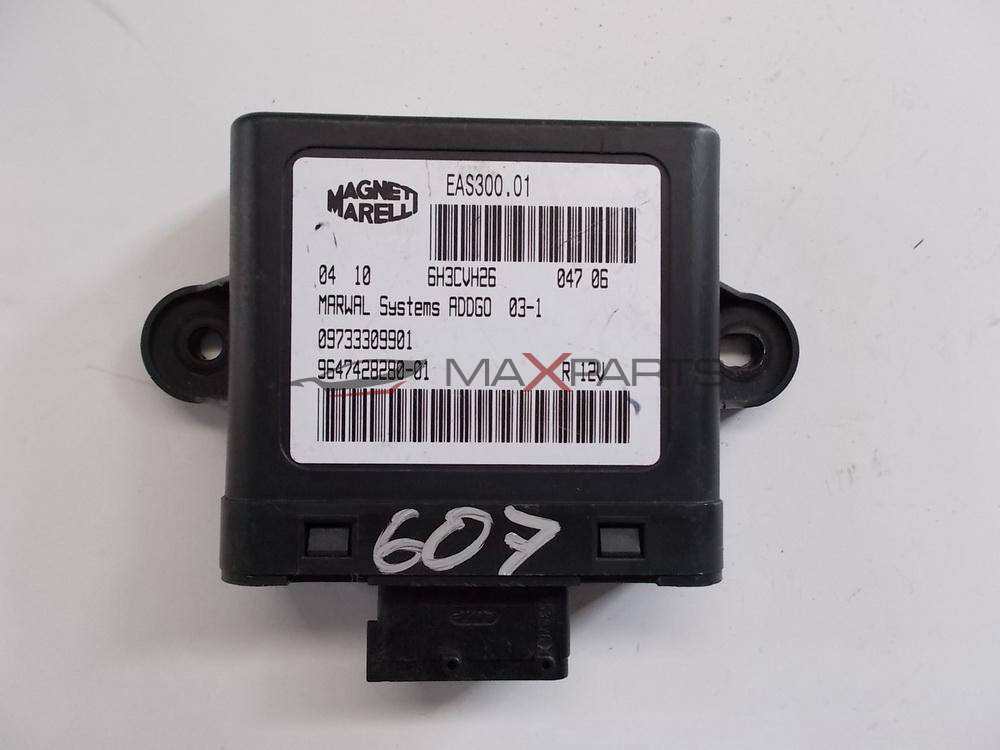 MAGNETI
MARELLI
EAS300.01
04 10 6H3CVH26 047 06
MARWAL Systems ADDGO 03-1
09733309901
9647428280-01 R 12V
MAXPARTS
607